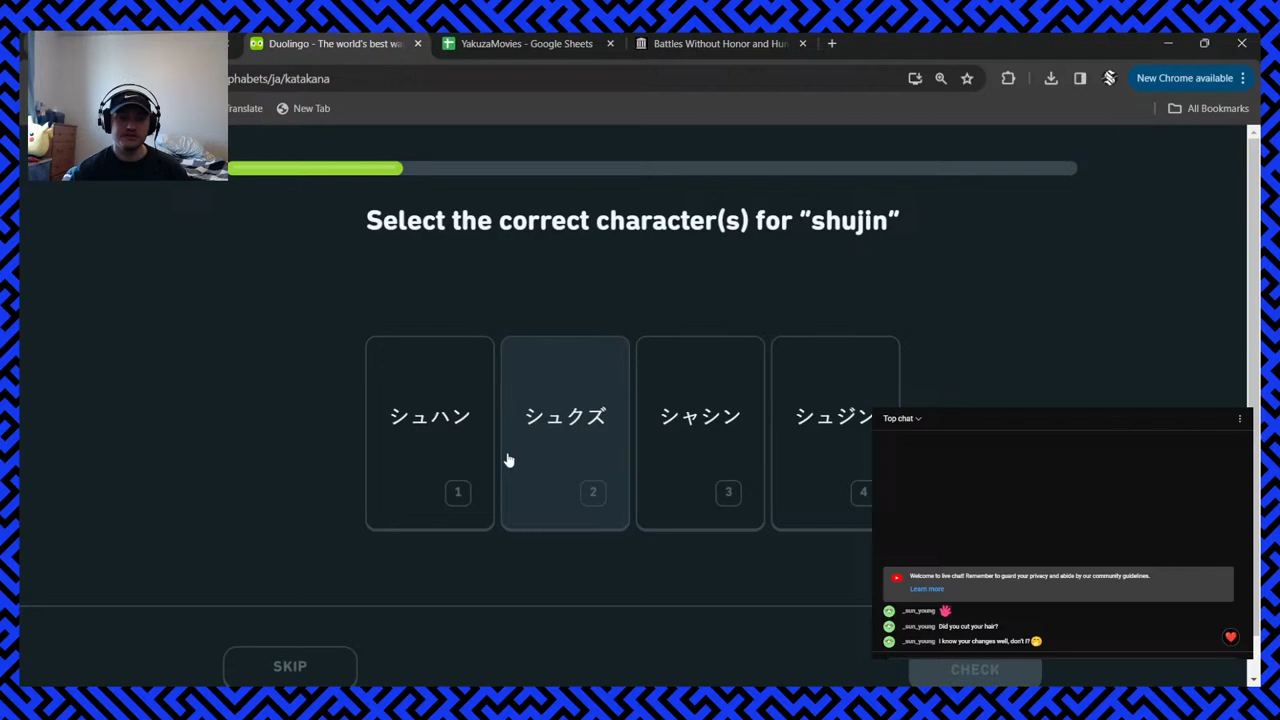 Duolingo - The world's best wa
YakuzaMovies - Google Sheets
Battles Without Honor and Hun
phabets/ja/katakana
New Chrome available
Translate
New Tab
All Bookmarks
Select the correct character(s) for "shujin"
シュハン
シュクズ
シャシン
シュジン
1
2
3
4
Top chat
Welcome to live chat! Remember to guard your privacy and abide by our community guidelines.
Learn more
_sun_young
_sun_young Did you cut your hair?
_sun_young I know your changes well, don't I?
SKIP
CHECK